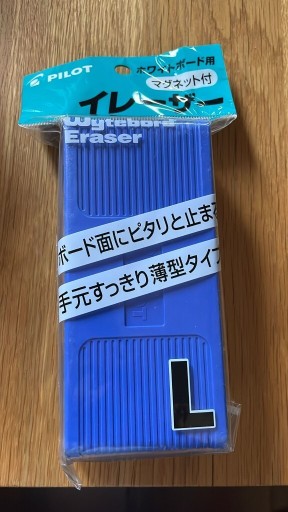 PILOT
ホワイトボード用
マグネット付
イレーザー
Wyteboard
Eraser
ボード面にピタリと止まる
手元すっきり薄型タイプ
L